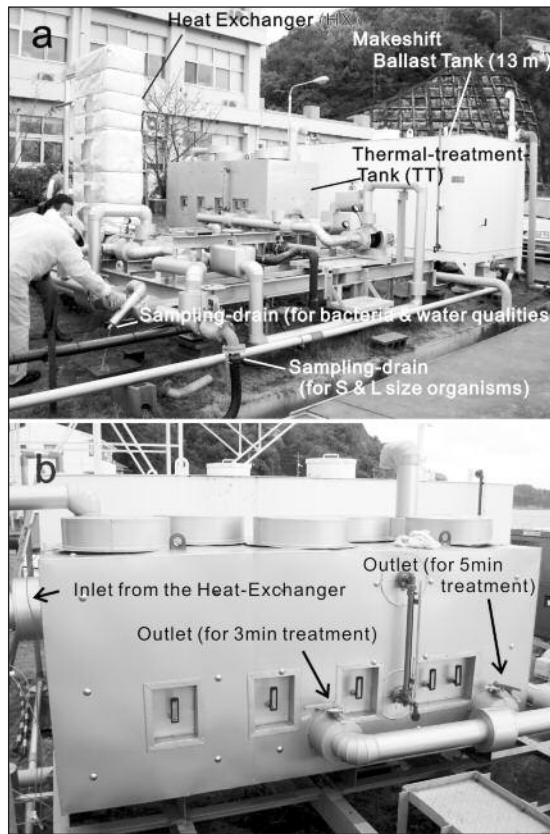 a
Heat Exchanger (HX)
Makeshift
Ballast Tank (13 m³)
Thermal-treatment-
Tank (TT)
Sampling-drain (for bacteria & water qualities
Sampling-drain
(for S & L size organisms)
b
Outlet (for 5min
treatment)
Inlet from the Heat-Exchanger
Outlet (for 3min treatment)